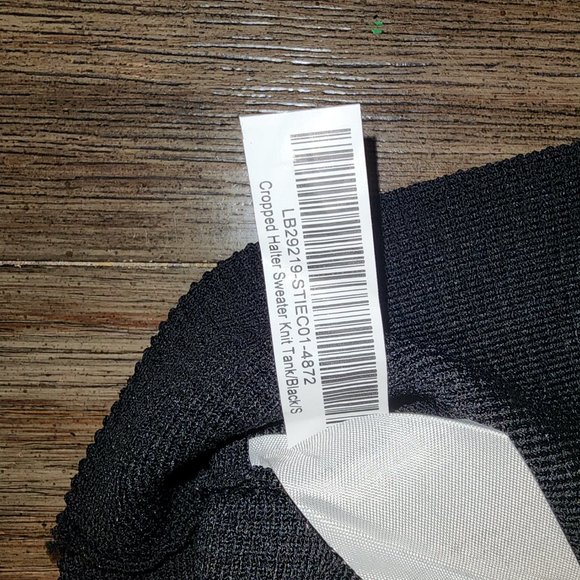 LB29219-STIEC01-4872
Cropped Halter Sweater Knit Tank/Black/S